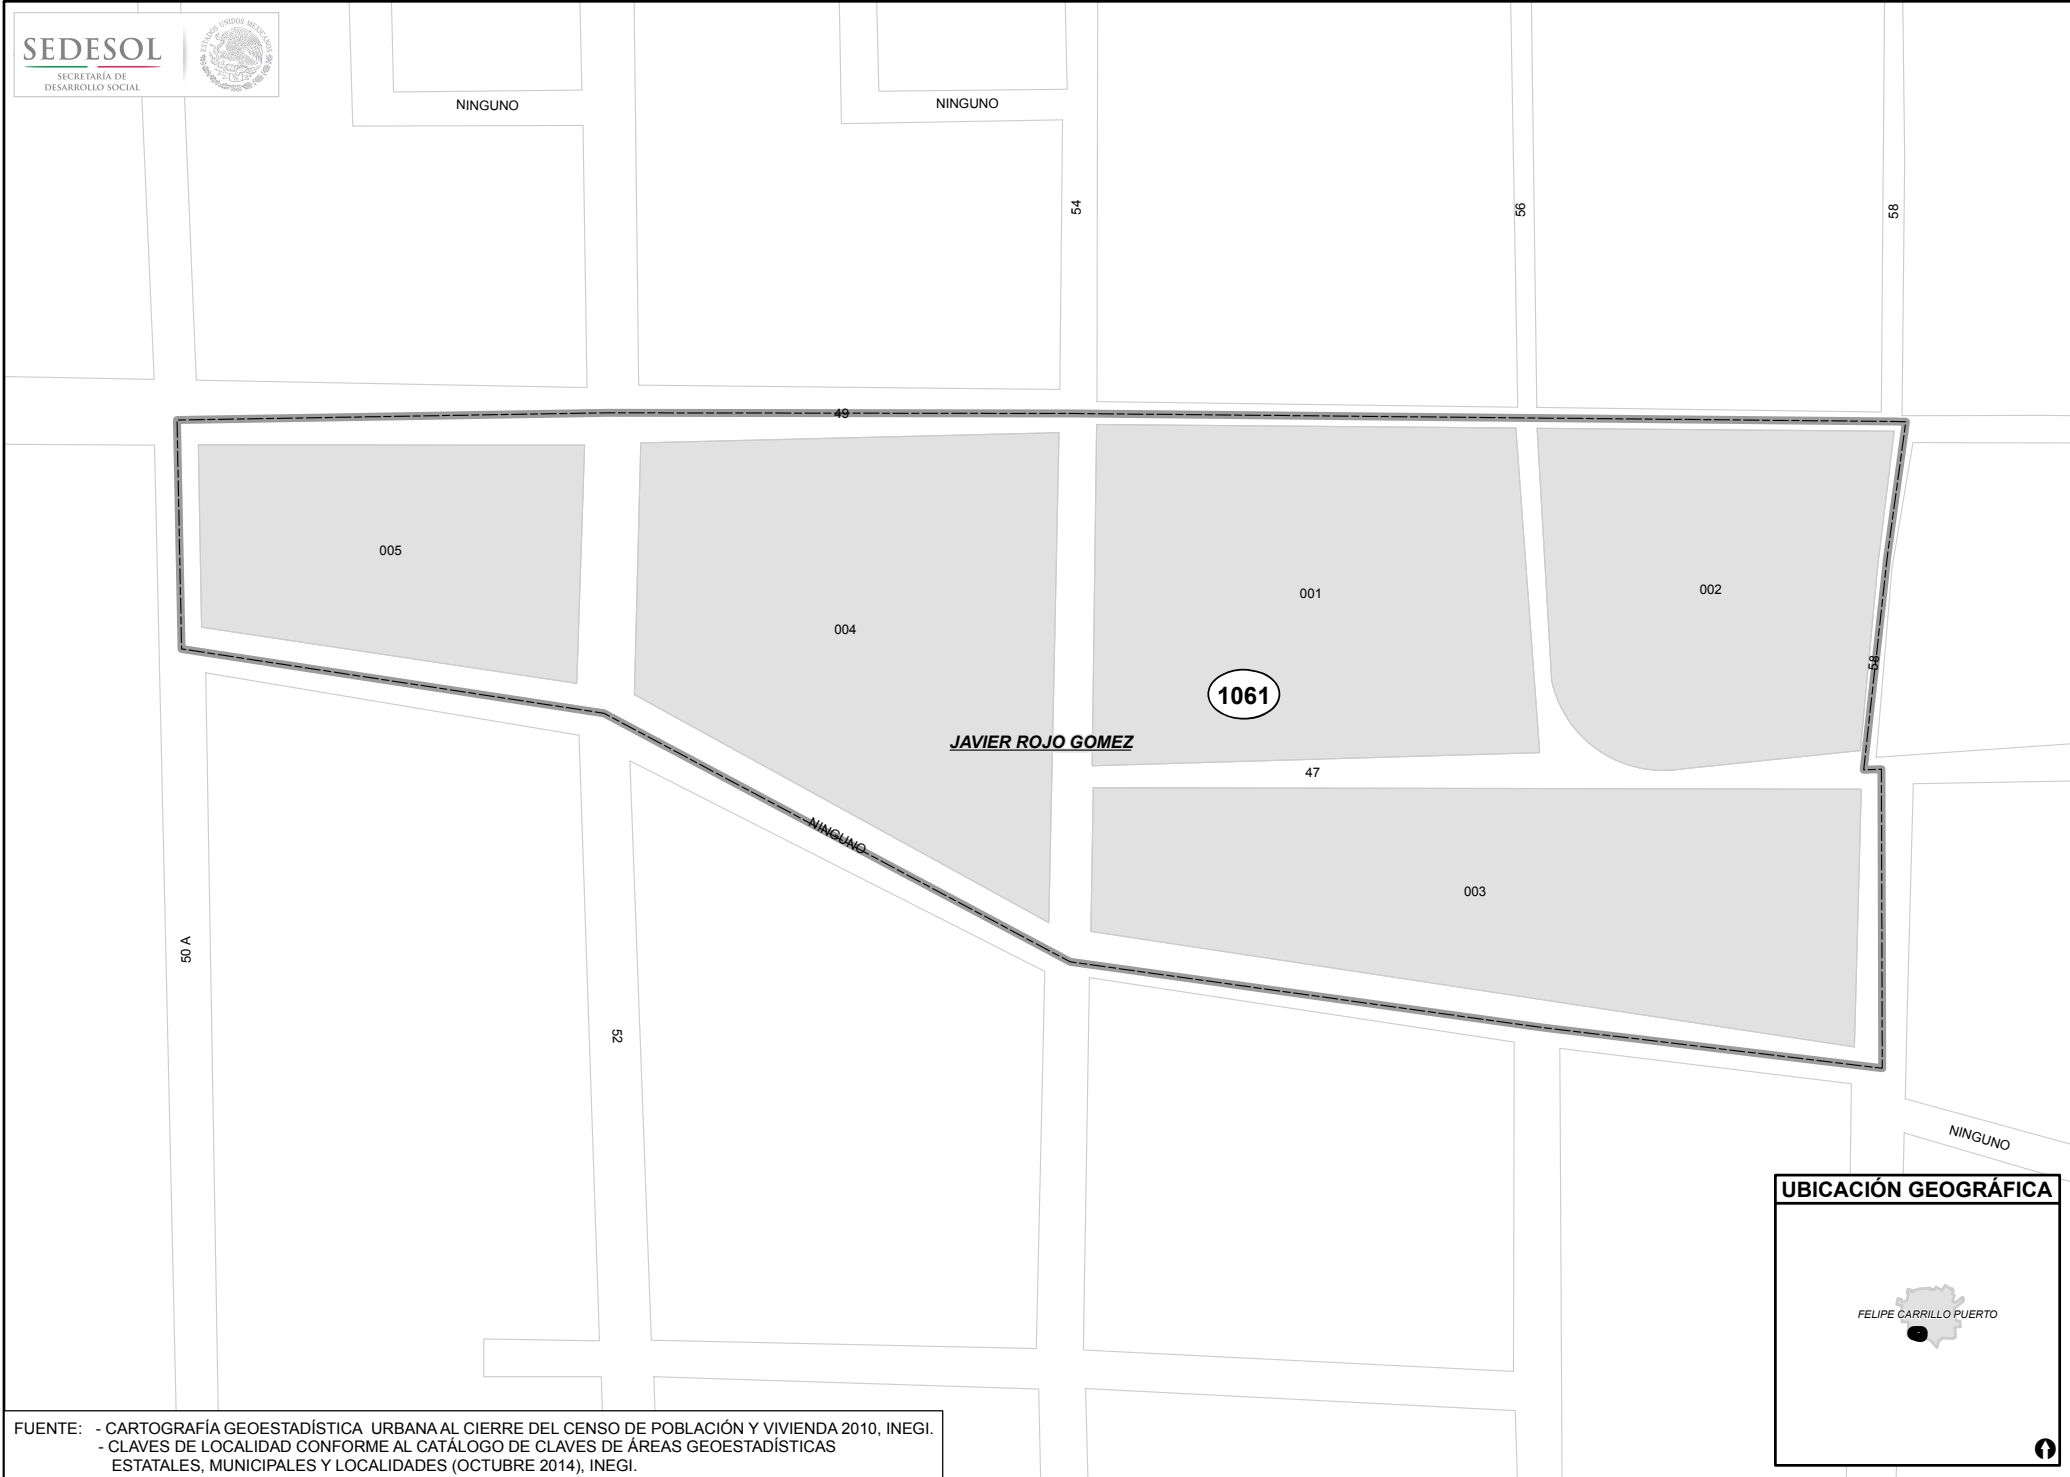 SEDESOL
SECRETARÍA DE
DESARROLLO SOCIAL
ESTADOS UNIDOS MEXICANOS
NINGUNO
NINGUNO
54
56
58
49
005
004
001
002
58
1061
JAVIER ROJO GOMEZ
47
NINGUNO
003
50 A
52
NINGUNO
UBICACIÓN GEOGRÁFICA
FELIPE CARRILLO PUERTO
FUENTE: - CARTOGRAFÍA GEOESTADÍSTICA URBANA AL CIERRE DEL CENSO DE POBLACIÓN Y VIVIENDA 2010, INEGI.
- CLAVES DE LOCALIDAD CONFORME AL CATÁLOGO DE CLAVES DE ÁREAS GEOESTADÍSTICAS
ESTATALES, MUNICIPALES Y LOCALIDADES (OCTUBRE 2014), INEGI.